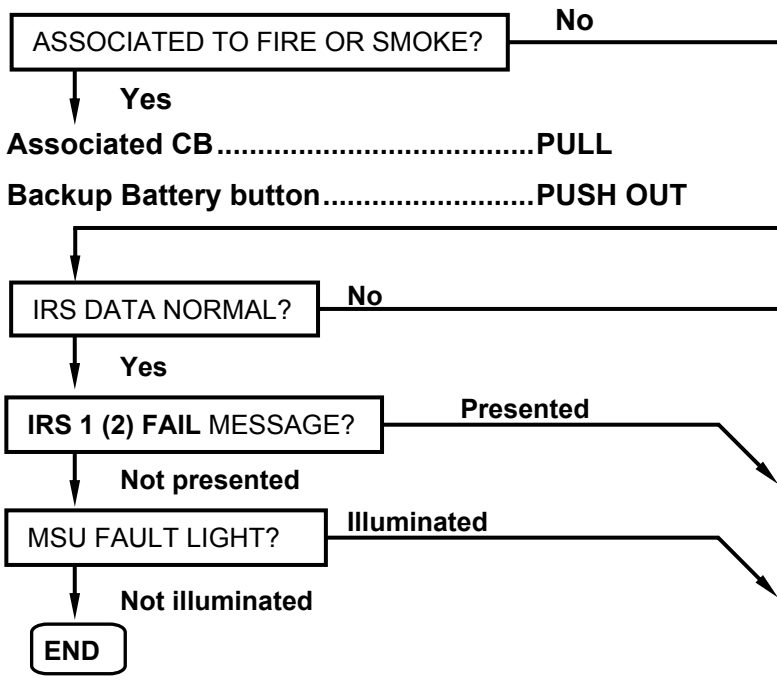 No
ASSOCIATED TO FIRE OR SMOKE?
Yes
Associated CB.......................................PULL
Backup Battery button..........................PUSH OUT
IRS DATA NORMAL?
No
Yes
IRS 1 (2) FAIL MESSAGE?
Presented
Not presented
MSU FAULT LIGHT?
Illuminated
Not illuminated
END